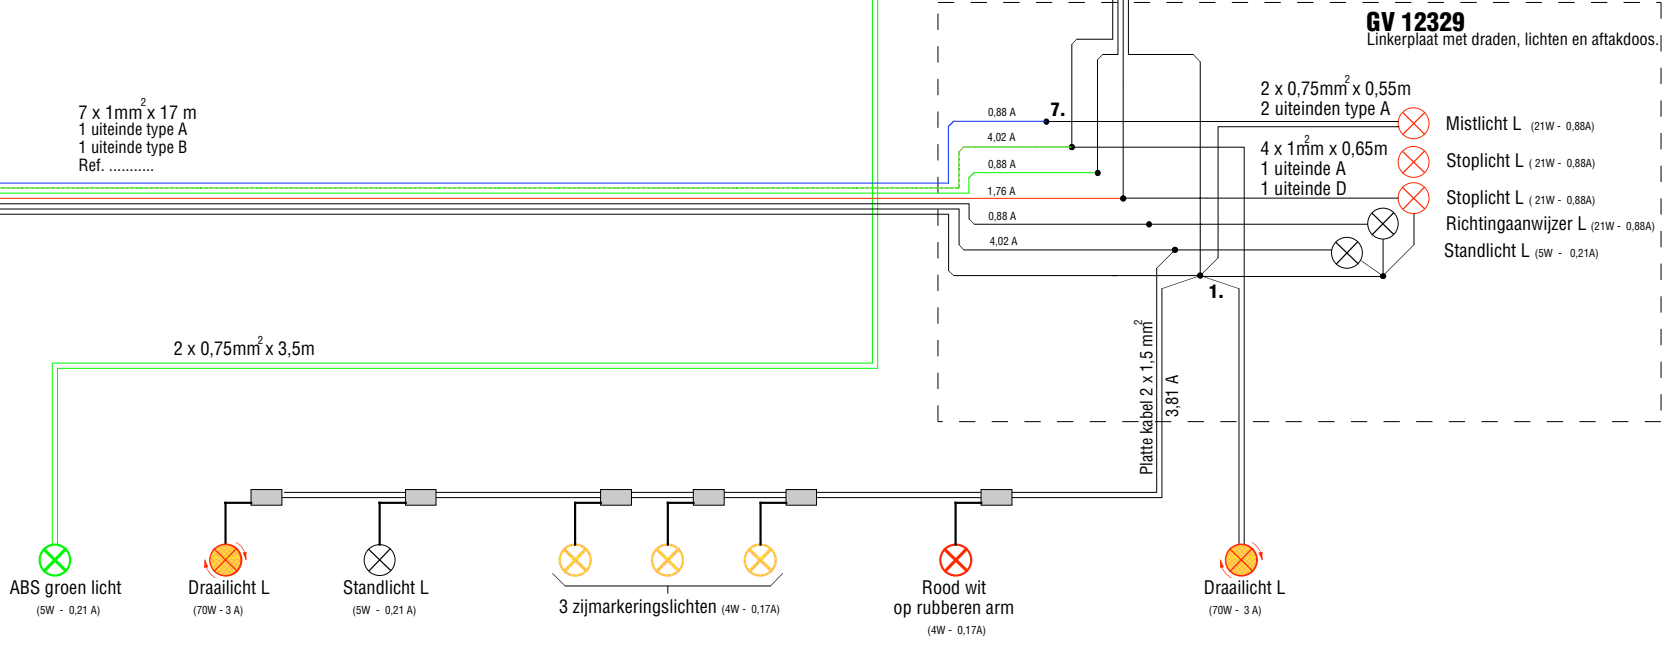 GV 12329
Linkerplaat met draden, lichten en aftakdoos.
7 x 1mm² x 17 m
1 uiteinde type A
1 uiteinde type B
Ref. ...........
2 x 0,75mm² x 0,55m
2 uiteinden type A
0,88 A
7.
Mistlicht L (21W - 0,88A)
4,02 A
4 x 1m²m x 0,65m
1 uiteinde A
1 uiteinde D
0,88 A
Stoplicht L ( 21W - 0,88A)
1,76 A
Stoplicht L ( 21W - 0,88A)
0,88 A
Richtingaanwijzer L (21W - 0,88A)
4,02 A
Standlicht L (5W - 0,21A)
1.
2 x 0,75mm² x 3,5m
Platte kabel 2 x 1,5 mm²
3,81 A
ABS groen licht
(5W - 0,21 A)
Draailicht L
(70W - 3 A)
Standlicht L
(5W - 0,21 A)
3 zijmarkeringslichten (4W - 0,17A)
Rood wit
op rubberen arm
(4W - 0,17A)
Draailicht L
(70W - 3 A)